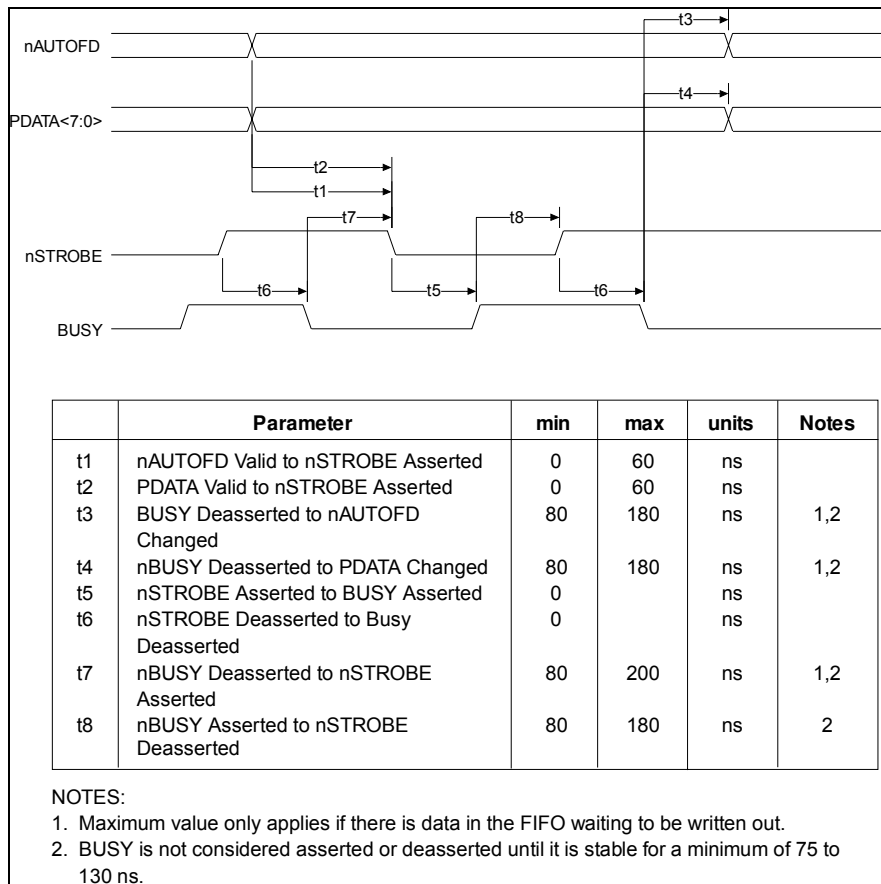 t3
nAUTOFD
t4
PDATA<7:0>
t2
t1
t7
t8
nSTROBE
t6
t5
t6
BUSY
Parameter min max units Notes
t1 nAUTOFD Valid to nSTROBE Asserted 0 60 ns
t2 PDATA Valid to nSTROBE Asserted 0 60 ns
t3 BUSY Deasserted to nAUTOFD 80 180 ns 1,2
Changed
t4 nBUSY Deasserted to PDATA Changed 80 180 ns 1,2
t5 nSTROBE Asserted to BUSY Asserted 0 ns
t6 nSTROBE Deasserted to Busy 0 ns
Deasserted
t7 nBUSY Deasserted to nSTROBE 80 200 ns 1,2
Asserted
t8 nBUSY Asserted to nSTROBE 80 180 ns 2
Deasserted
NOTES:
1. Maximum value only applies if there is data in the FIFO waiting to be written out.
2. BUSY is not considered asserted or deasserted until it is stable for a minimum of 75 to
130 ns.